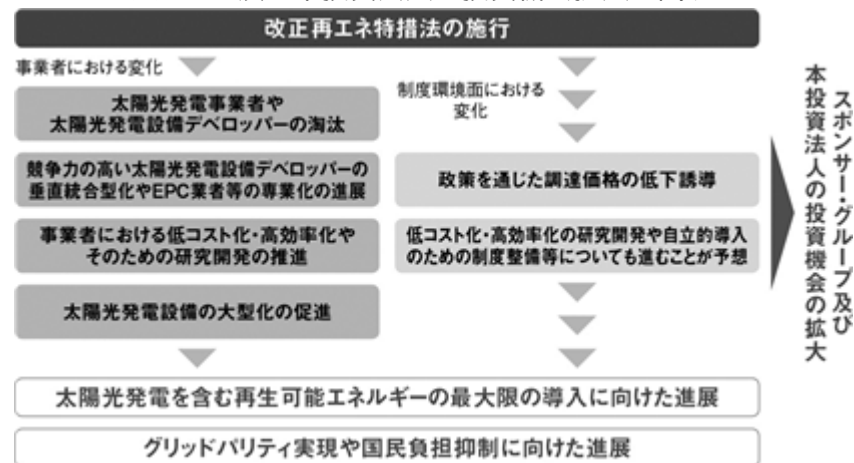 改正再エネ特措法の施行
事業者における変化
太陽光発電事業者や
太陽光発電設備デベロッパーの淘汰
競争力の高い太陽光発電設備デベロッパーの
垂直統合型化やEPC業者等の専業化の進展
事業者における低コスト化・高効率化や
そのための研究開発の推進
太陽光発電設備の大型化の促進
制度環境面における
変化
政策を通じた調達価格の低下誘導
低コスト化・高効率化の研究開発や自立的導入
のための制度整備等についても進むことが予想
太陽光発電を含む再生可能エネルギーの最大限の導入に向けた進展
グリッドパリティ実現や国民負担抑制に向けた進展
スポンサー・グループ及び
本投資法人の投資機会の拡大